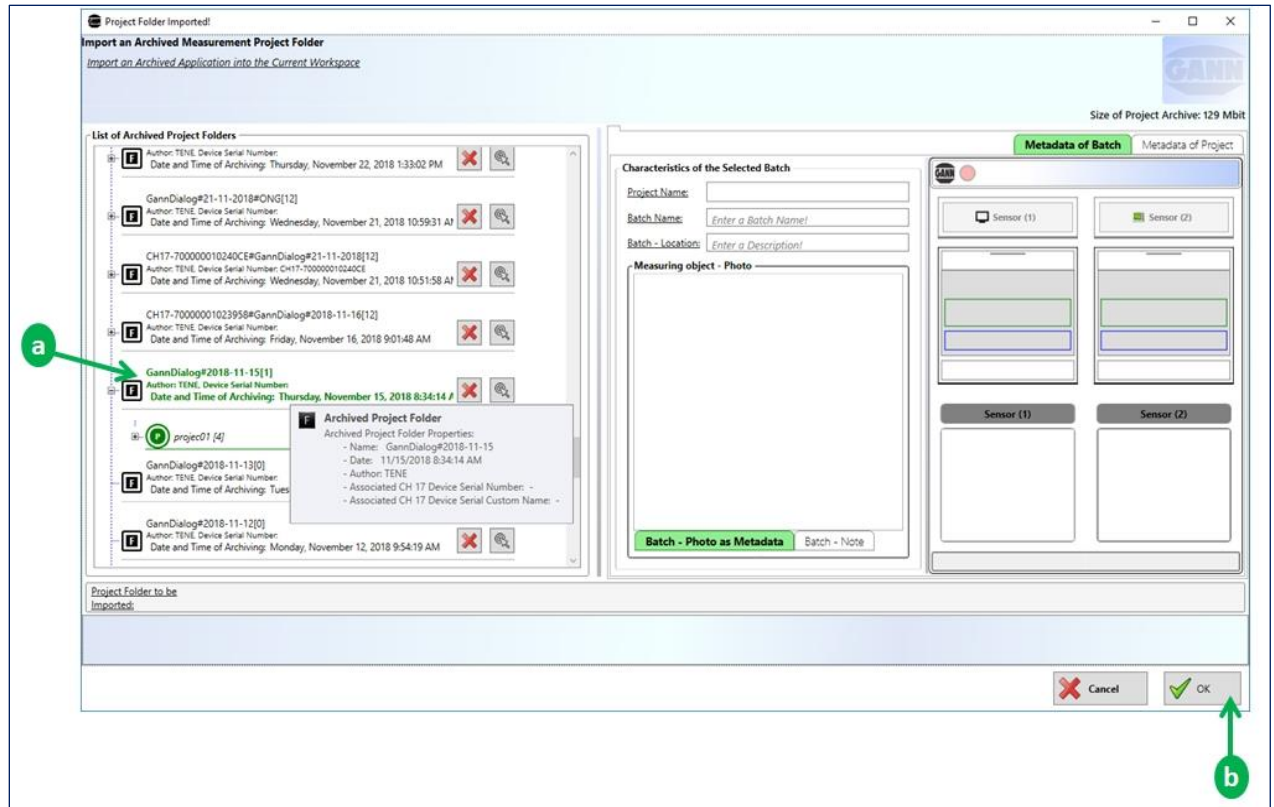 Project Folder Imported!
Import an Archived Measurement Project Folder
Import an Archived Application into the Current Workspace
GANN
Size of Project Archive: 129 Mbit
List of Archived Project Folders
F
Author: TENE, Device Serial Number:
Date and Time of Archiving: Thursday, November 22, 2018 1:33:02 PM
GannDialog#21-11-2018#ONG[12]
F
Author: TENE, Device Serial Number:
Date and Time of Archiving: Wednesday, November 21, 2018 10:59:31 AM
CH17-700000010240CE#GannDialog#21-11-2018[12]
F
Author: TENE, Device Serial Number: CH17-700000010240CE
Date and Time of Archiving: Wednesday, November 21, 2018 10:51:58 AM
CH17-70000001023958#GannDialog#2018-11-16[12]
F
Author: TENE, Device Serial Number:
Date and Time of Archiving: Friday, November 16, 2018 9:01:48 AM
a
GannDialog#2018-11-15[1]
F
Author: TENE, Device Serial Number:
Date and Time of Archiving: Thursday, November 15, 2018 8:34:14 A
P
projec01 [4]
F
Archived Project Folder
Archived Project Folder Properties:
- Name: GannDialog#2018-11-15
- Date: 11/15/2018 8:34:14 AM
- Author: TENE
- Associated CH 17 Device Serial Number: -
- Associated CH 17 Device Serial Custom Name: -
GannDialog#2018-11-13[0]
F
Author: TENE, Device Serial Number:
Date and Time of Archiving: Tues
GannDialog#2018-11-12[0]
F
Author: TENE, Device Serial Number:
Date and Time of Archiving: Monday, November 12, 2018 9:54:19 AM
Metadata of Batch
Metadata of Project
Characteristics of the Selected Batch
Project Name:
Batch Name: Enter a Batch Name!
Batch - Location: Enter a Description!
Measuring object - Photo
Batch - Photo as Metadata
Batch - Note
GANN
Sensor (1)
Sensor (2)
Sensor (1)
Sensor (2)
Project Folder to be
Imported:
Cancel
OK
b